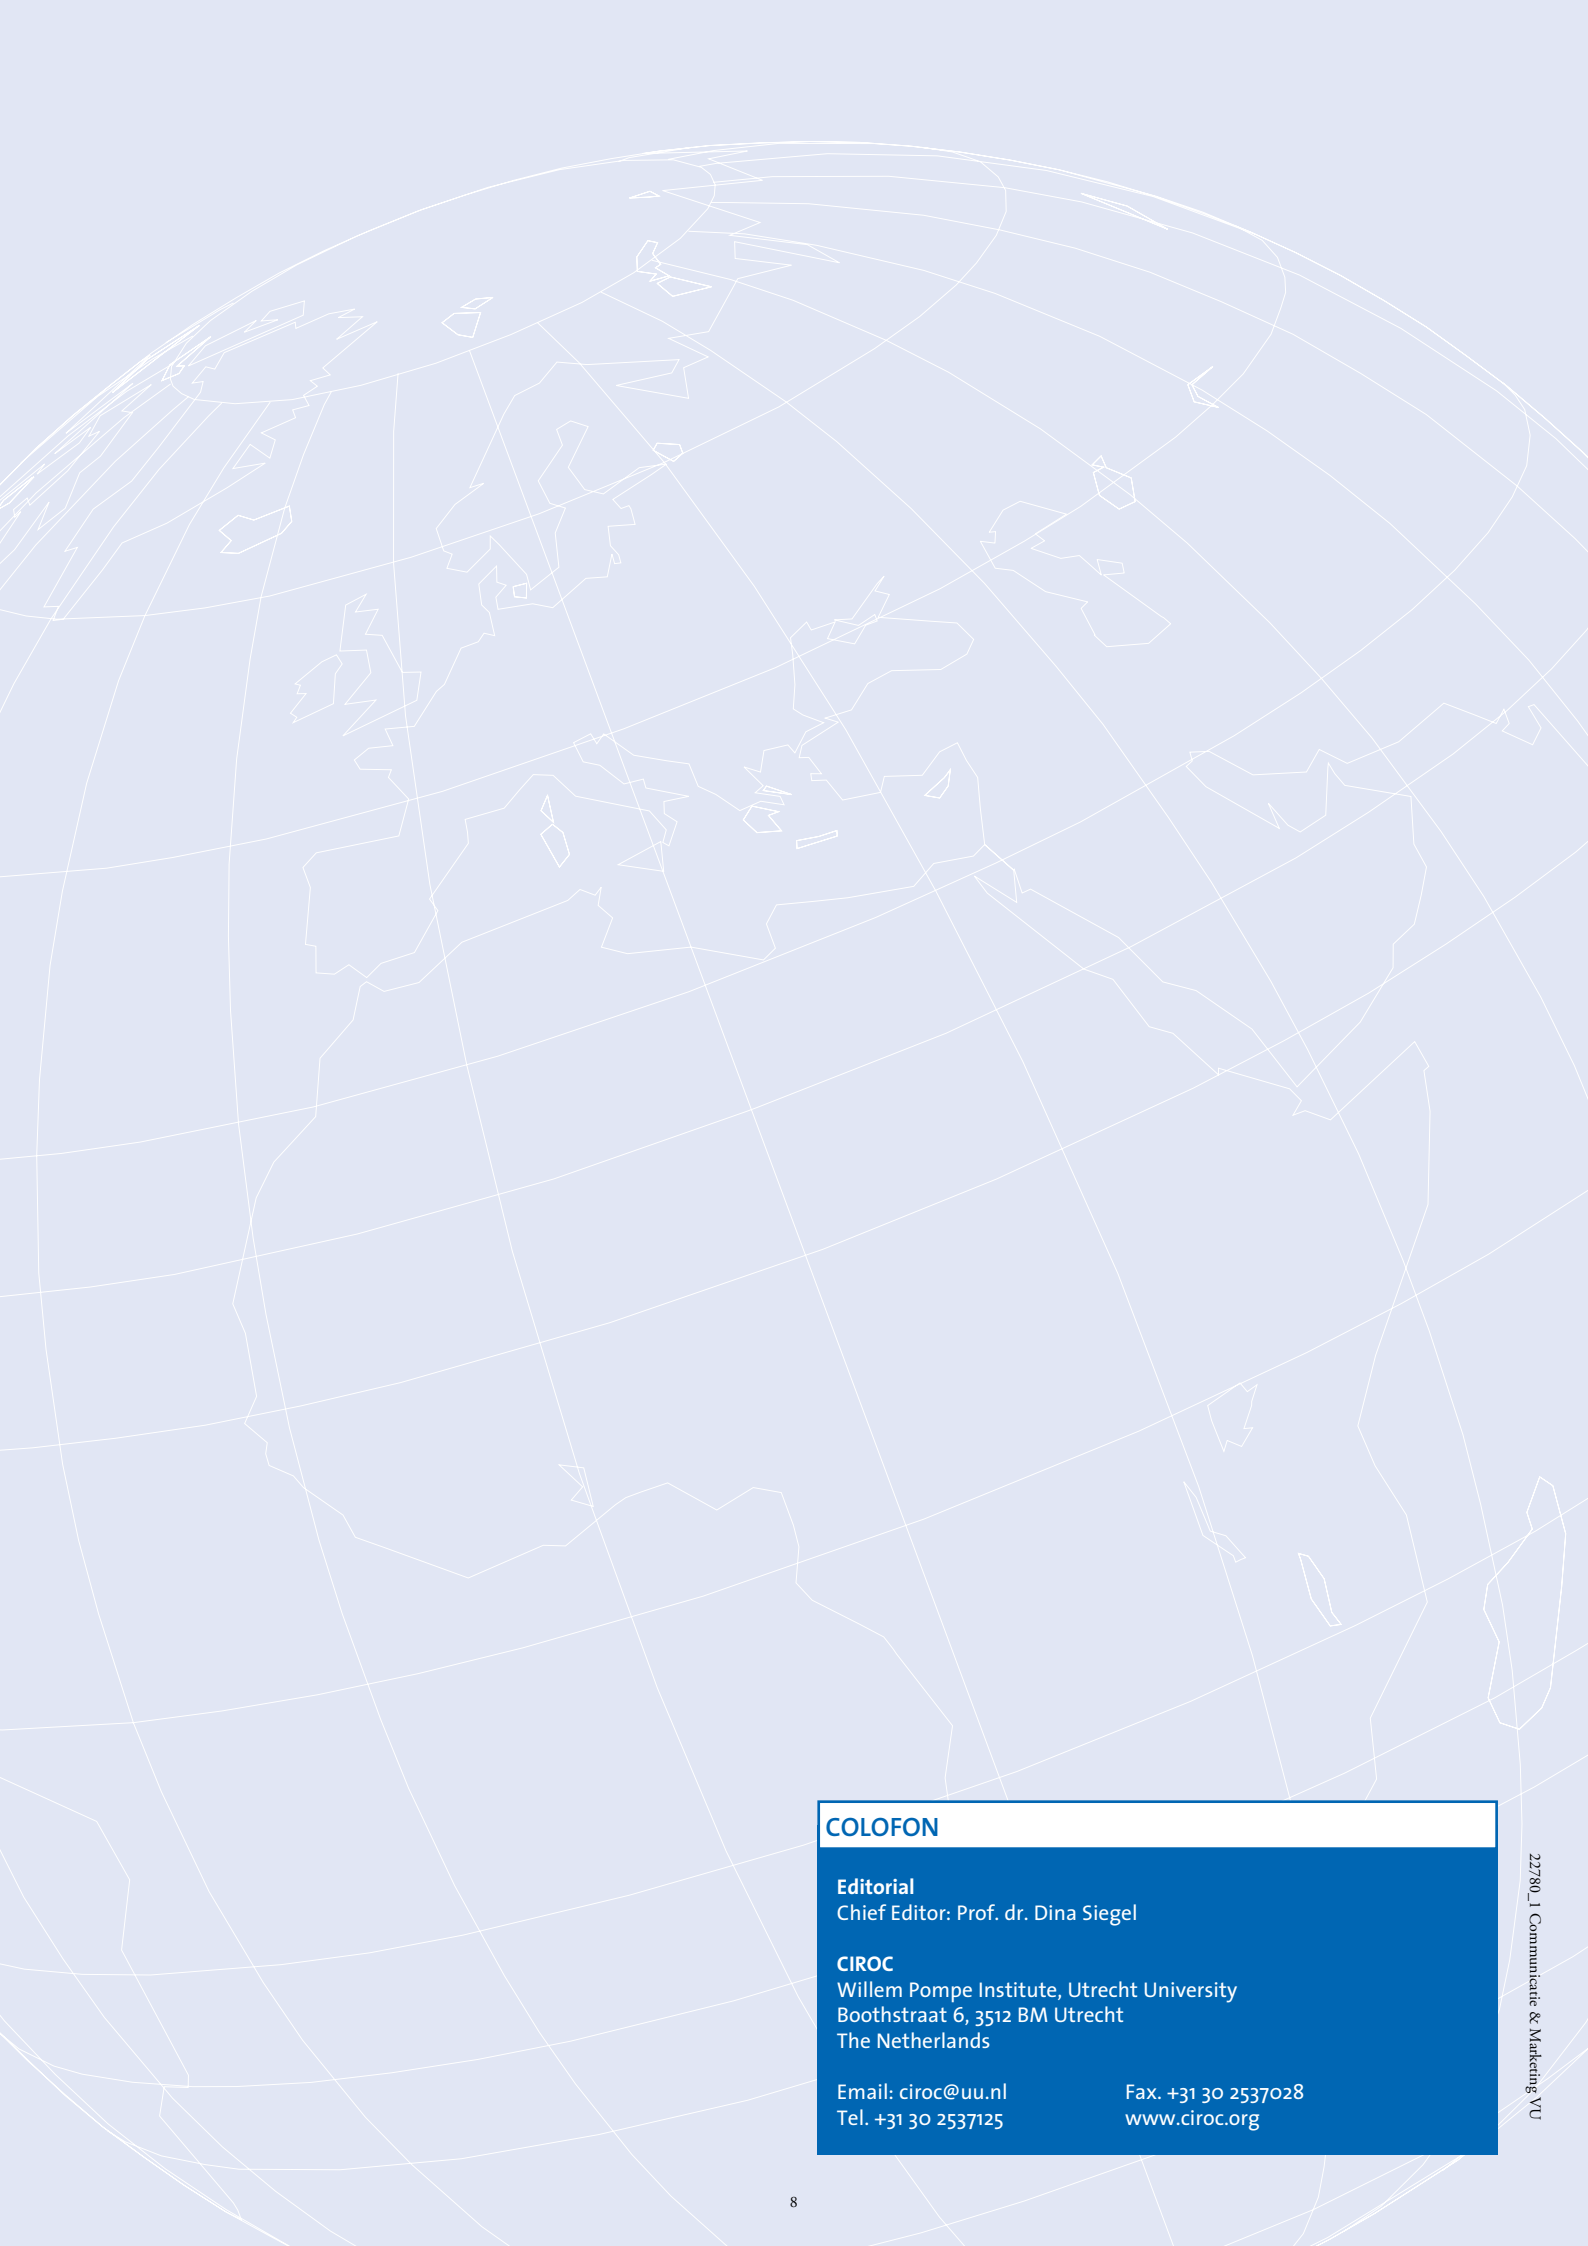 COLOFON
Editorial
Chief Editor: Prof. dr. Dina Siegel
CIROC
Willem Pompe Institute, Utrecht University
Boothstraat 6, 3512 BM Utrecht
The Netherlands
Email: ciroc@uu.nl Fax. +31 30 2537028
Tel. +31 30 2537125 www.ciroc.org
22780_1 Communicatie & Marketing VU
8